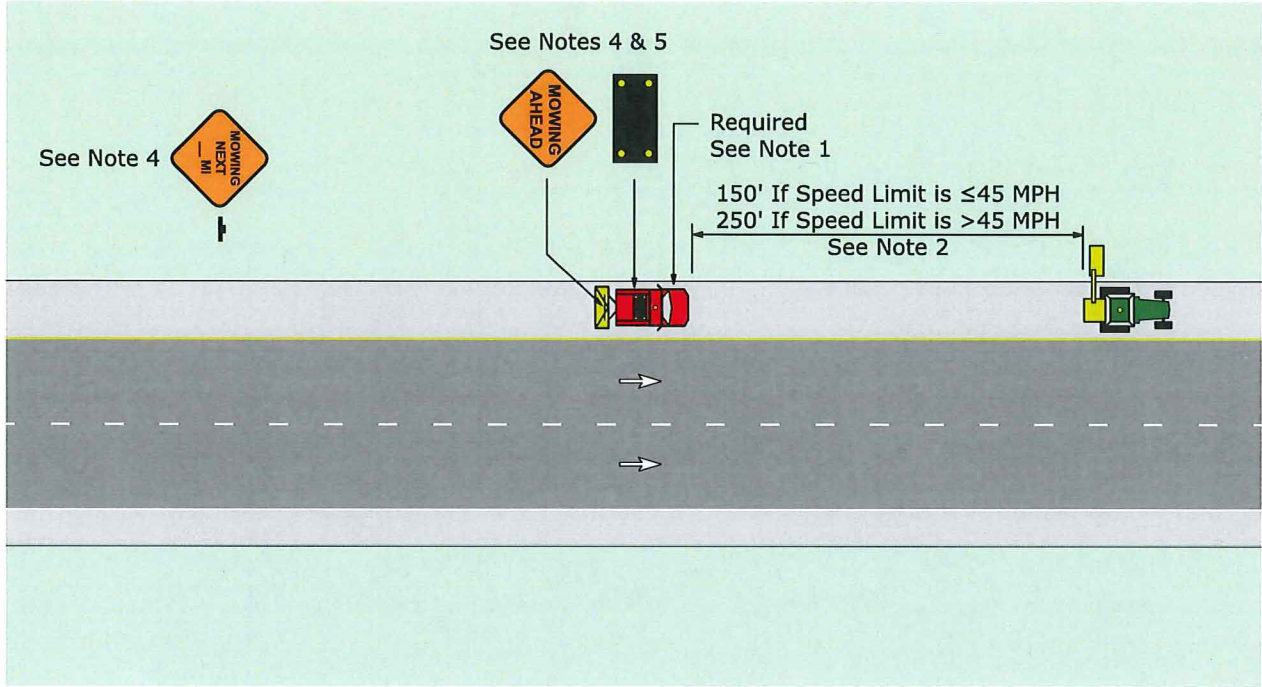 See Notes 4 & 5
MOWING
AHEAD
Required
See Note 1
See Note 4
MOWING
NEXT
__ MI
150' If Speed Limit is ≤45 MPH
250' If Speed Limit is >45 MPH
See Note 2